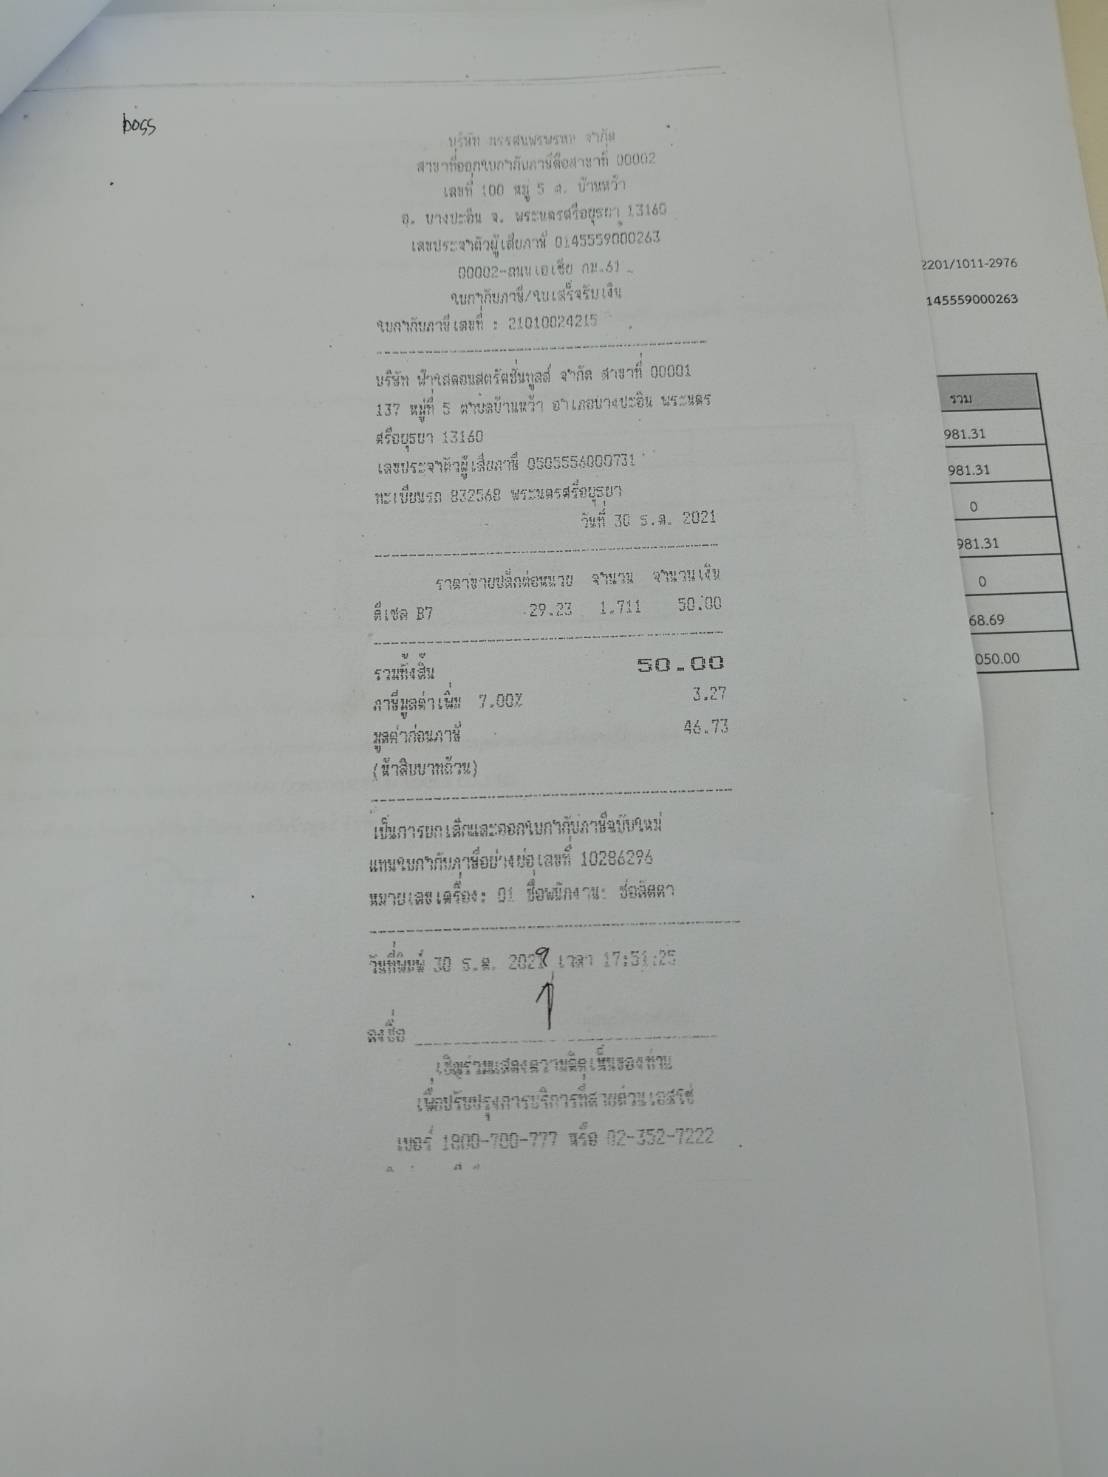 boss
บริษัท จำกัด
สาขาที่ออกใบกำกับภาษีคือสาขาที่ 00002
เลขที่ 100 หมู่ 5 ต. บ้านหว้า
อ. บางปะอิน จ. พระนครศรีอยุธยา 13160
เลขประจำตัวผู้เสียภาษี 0145559000263
00002-ถนนเอเซีย กม.61
ใบกำกับภาษี/ใบเสร็จรับเงิน
ใบกำกับภาษีเลขที่ : 21010024215
บริษัท ฟ้าใสคอนสตรัคชั่นทูลส์ จำกัด สาขาที่ 00001
137 หมู่ที่ 5 ตำบลบ้านหว้า อำเภอบางปะอิน พระนคร
ศรีอยุธยา 13160
เลขประจำตัวผู้เสียภาษี 0505556000731
ทะเบียนรถ 832568 พระนครศรีอยุธยา
วันที่ 30 ธ.ค. 2021
ราคาขายปลีกต่อหน่วย จำนวน จำนวนเงิน
ดีเซล B7 29.23 1.711 50.00
รวมทั้งสิ้น 50.00
ภาษีมูลค่าเพิ่ม 7.00% 3.27
มูลค่าก่อนภาษี 46.73
(ห้าสิบบาทถ้วน)
เป็นการยกเลิกและออกใบกำกับภาษีฉบับใหม่
แทนใบกำกับภาษีอย่างย่อเลขที่ 10286296
หมายเลขเครื่อง: 01 ชื่อพนักงาน: ช่อลัดดา
วันที่พิมพ์ 30 ธ.ค. 202 เวลา 17:51:25
ลงชื่อ
เชิญร่วมแสดงความคิดเห็นของท่าน
เพื่อปรับปรุงการบริการที่สายด่วนเอสโซ่
เบอร์ 1800-700-777 หรือ 02-352-7222
2201/1011-2976
145559000263
รวม
981.31
981.31
0
981.31
0
68.69
050.00